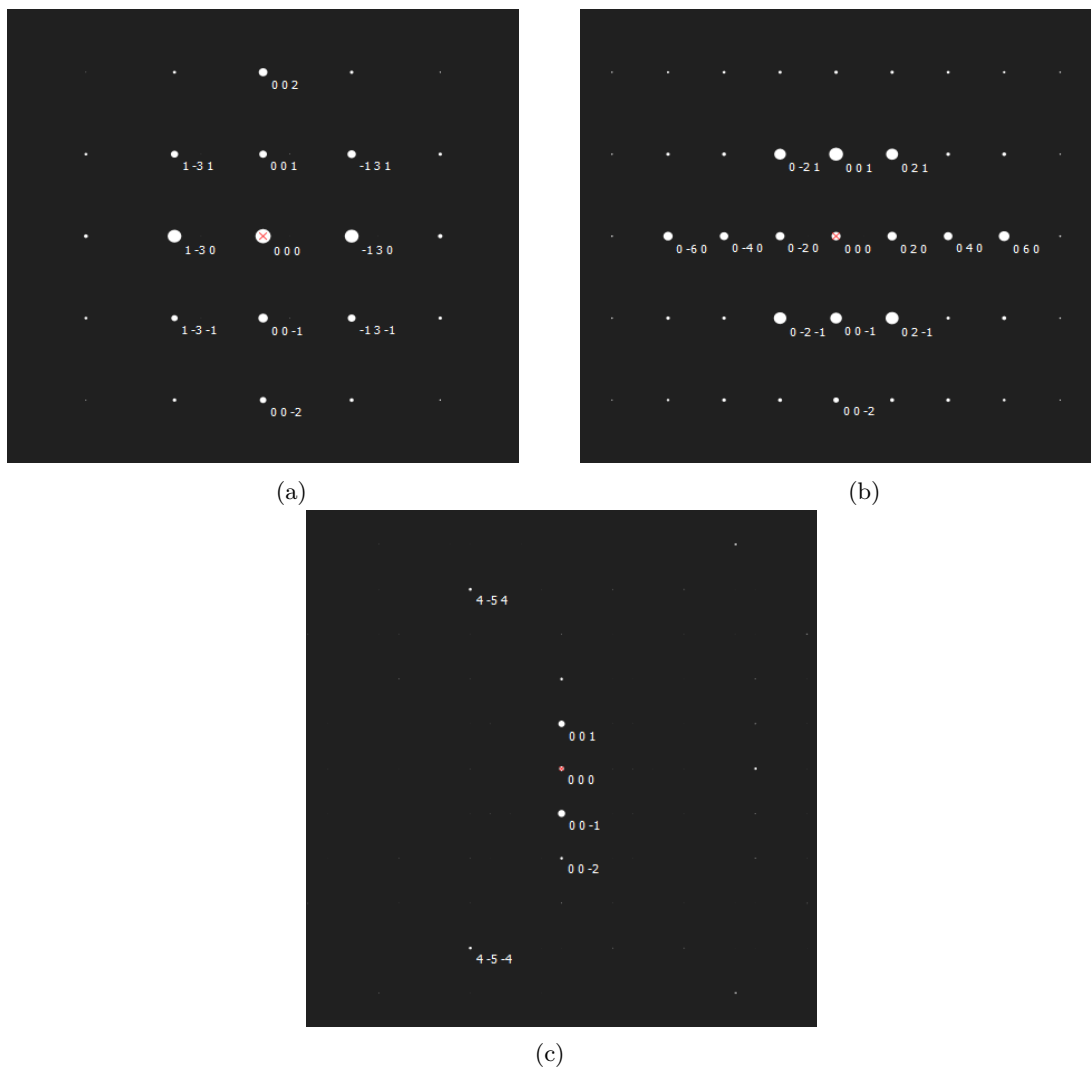 0 0 2
1 -3 1
0 0 1
-1 3 1
1 -3 0
0 0 0
-1 3 0
1 -3 -1
0 0 -1
-1 3 -1
0 0 -2
(a)
0 -2 1
0 0 1
0 2 1
0 -6 0
0 -4 0
0 -2 0
0 0 0
0 2 0
0 4 0
0 6 0
0 -2 -1
0 0 -1
0 2 -1
0 0 -2
(b)
4 -5 4
0 0 1
0 0 0
0 0 -1
0 0 -2
4 -5 -4
(c)